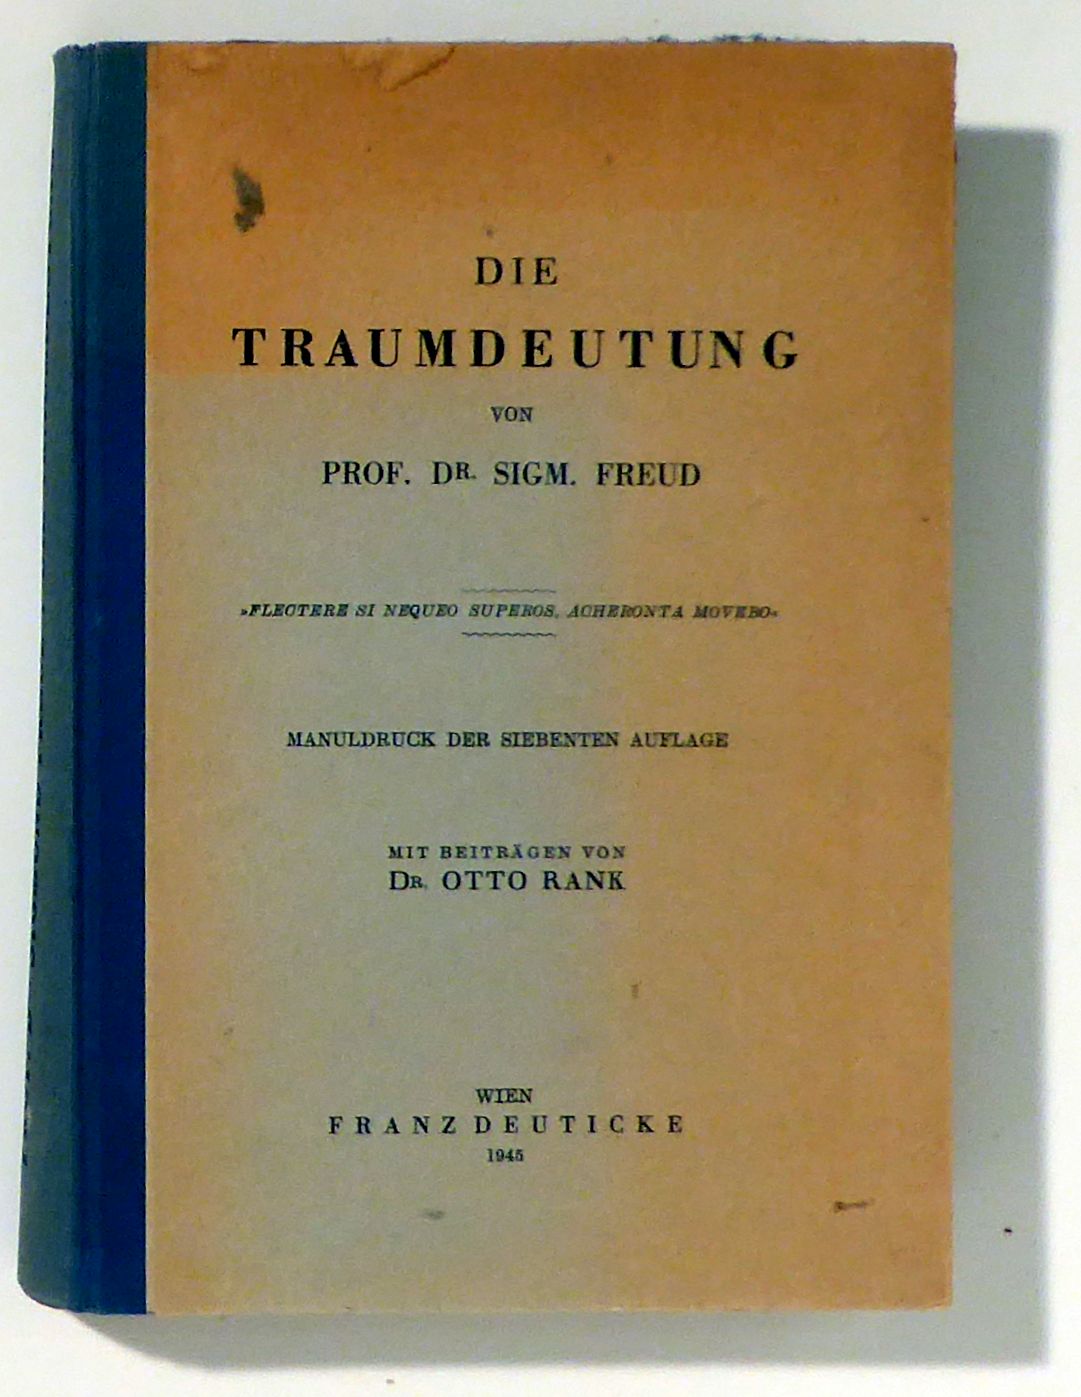 DIE
TRAUMDEUTUNG
VON
PROF. DR. SIGM. FREUD
»FLECTERE SI NEQUEO SUPEROS, ACHERONTA MOVEBO«
MANULDRUCK DER SIEBENTEN AUFLAGE
MIT BEITRÄGEN VON
DR. OTTO RANK
WIEN
FRANZ DEUTICKE
1945